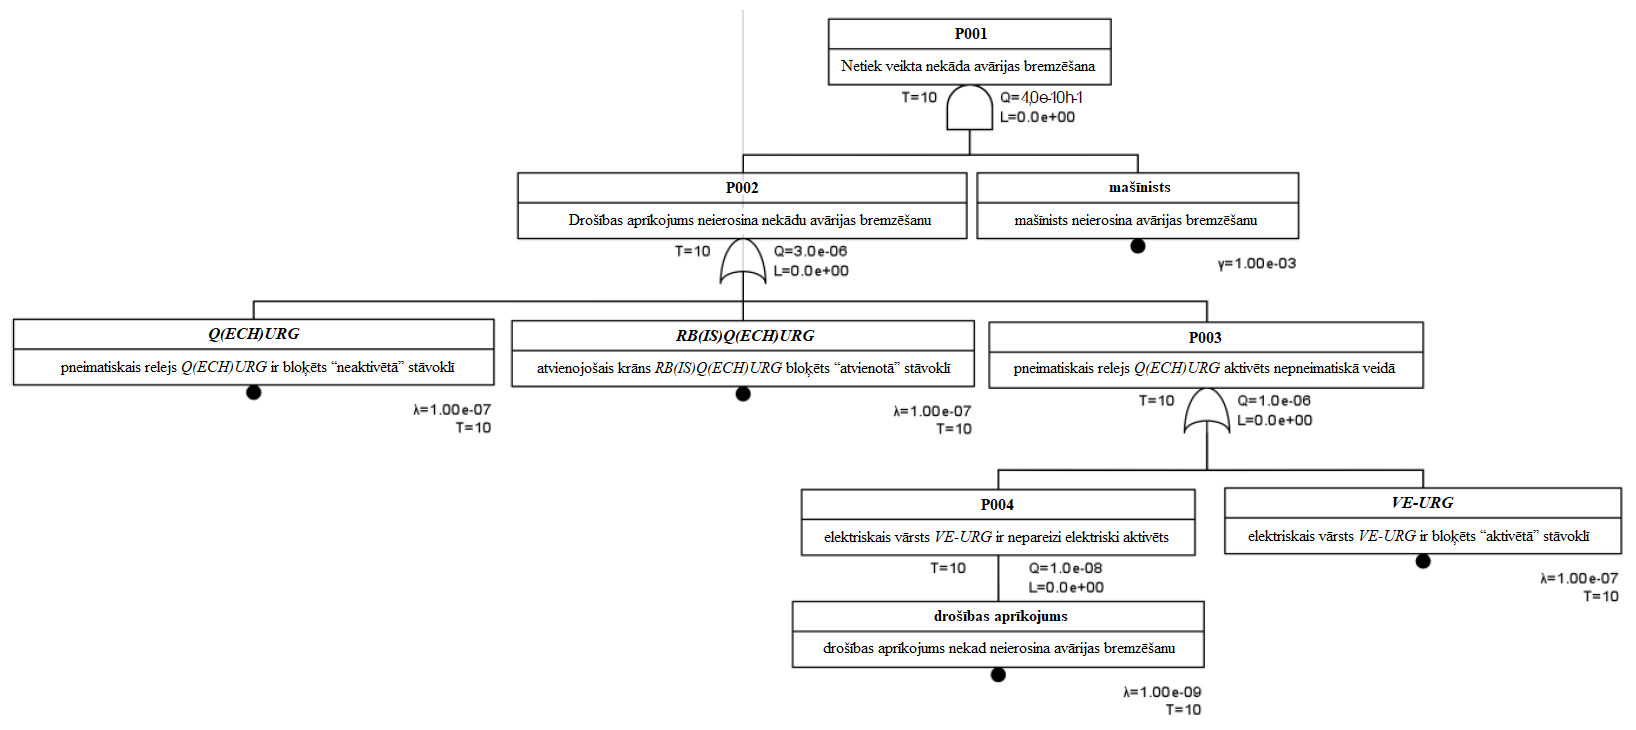 P001
Netiek veikta nekāda avārijas bremzēšana
T=10
Q=4,0e-10h-1
L=0.0e+00
P002
Drošības aprīkojums neierosina nekādu avārijas bremzēšanu
mašīnists
mašīnists neierosina avārijas bremzēšanu
T=10
Q=3.0e-06
L=0.0e+00
γ=1.00e-03
Q(ECH)URG
pneimatiskais relejs Q(ECH)URG ir bloķēts “neaktivētā” stāvoklī
λ=1.00e-07
T=10
RB(IS)Q(ECH)URG
atvienojošais krāns RB(IS)Q(ECH)URG bloķēts “atvienotā” stāvoklī
λ=1.00e-07
T=10
P003
pneimatiskais relejs Q(ECH)URG aktivēts nepneimatiskā veidā
T=10
Q=1.0e-06
L=0.0e+00
P004
elektriskais vārsts VE-URG ir nepareizi elektriski aktivēts
T=10
Q=1.0e-08
L=0.0e+00
VE-URG
elektriskais vārsts VE-URG ir bloķēts “aktivētā” stāvoklī
λ=1.00e-07
T=10
drošības aprīkojums
drošības aprīkojums nekad neierosina avārijas bremzēšanu
λ=1.00e-09
T=10